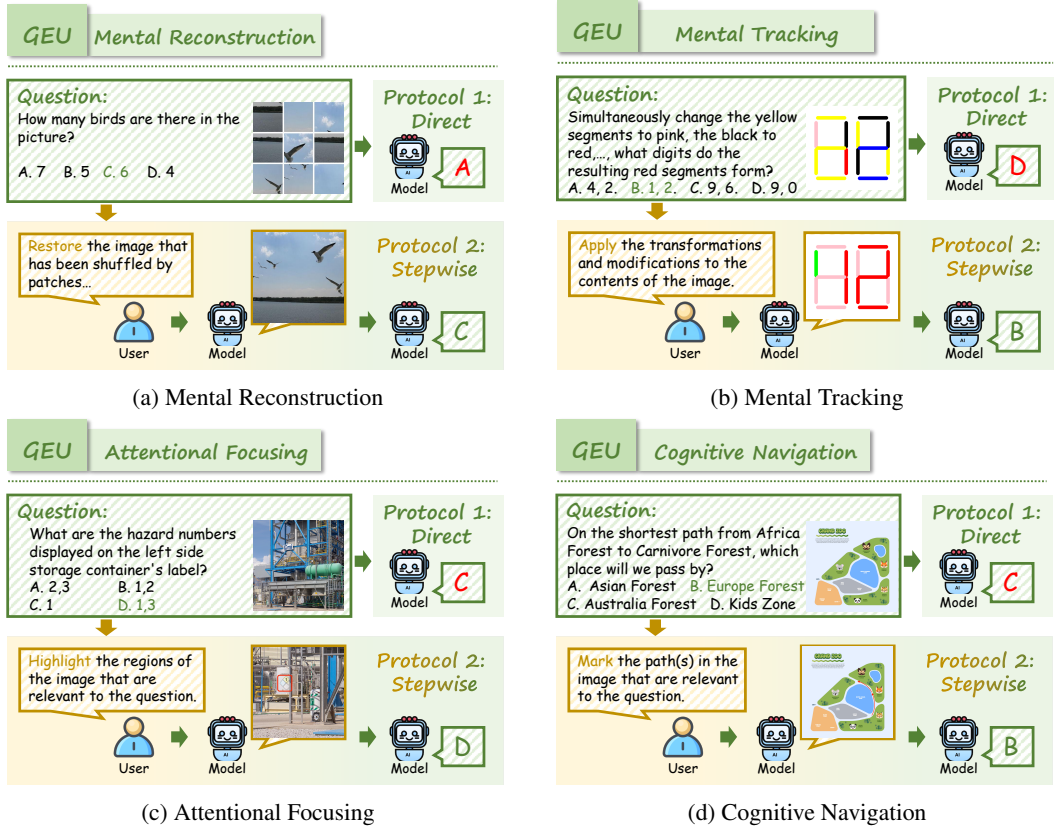 GEU Mental Reconstruction
Question:
How many birds are there in the
picture?
A. 7 B. 5 C. 6 D. 4
Protocol 1:
Direct
A
AI
Model
Restore the image that
has been shuffled by
patches...
Protocol 2:
Stepwise
C
User
AI
Model
AI
Model
(a) Mental Reconstruction
GEU Mental Tracking
Question:
Simultaneously change the yellow
segments to pink, the black to
red,..., what digits do the
resulting red segments form?
A. 4, 2. B. 1, 2. C. 9, 6. D. 9, 0
Protocol 1:
Direct
D
AI
Model
Apply the transformations
and modifications to the
contents of the image.
Protocol 2:
Stepwise
B
User
AI
Model
AI
Model
(b) Mental Tracking
GEU Attentional Focusing
Question:
What are the hazard numbers
displayed on the left side
storage container's label?
A. 2,3 B. 1,2
C. 1 D. 1,3
Protocol 1:
Direct
C
AI
Model
Highlight the regions of
the image that are
relevant to the question.
Protocol 2:
Stepwise
D
User
AI
Model
AI
Model
(c) Attentional Focusing
GEU Cognitive Navigation
Question:
On the shortest path from Africa
Forest to Carnivore Forest, which
place will we pass by?
A. Asian Forest B. Europe Forest
C. Australia Forest D. Kids Zone
Protocol 1:
Direct
C
AI
Model
Mark the path(s) in the
image that are relevant
to the question.
Protocol 2:
Stepwise
B
User
AI
Model
AI
Model
(d) Cognitive Navigation